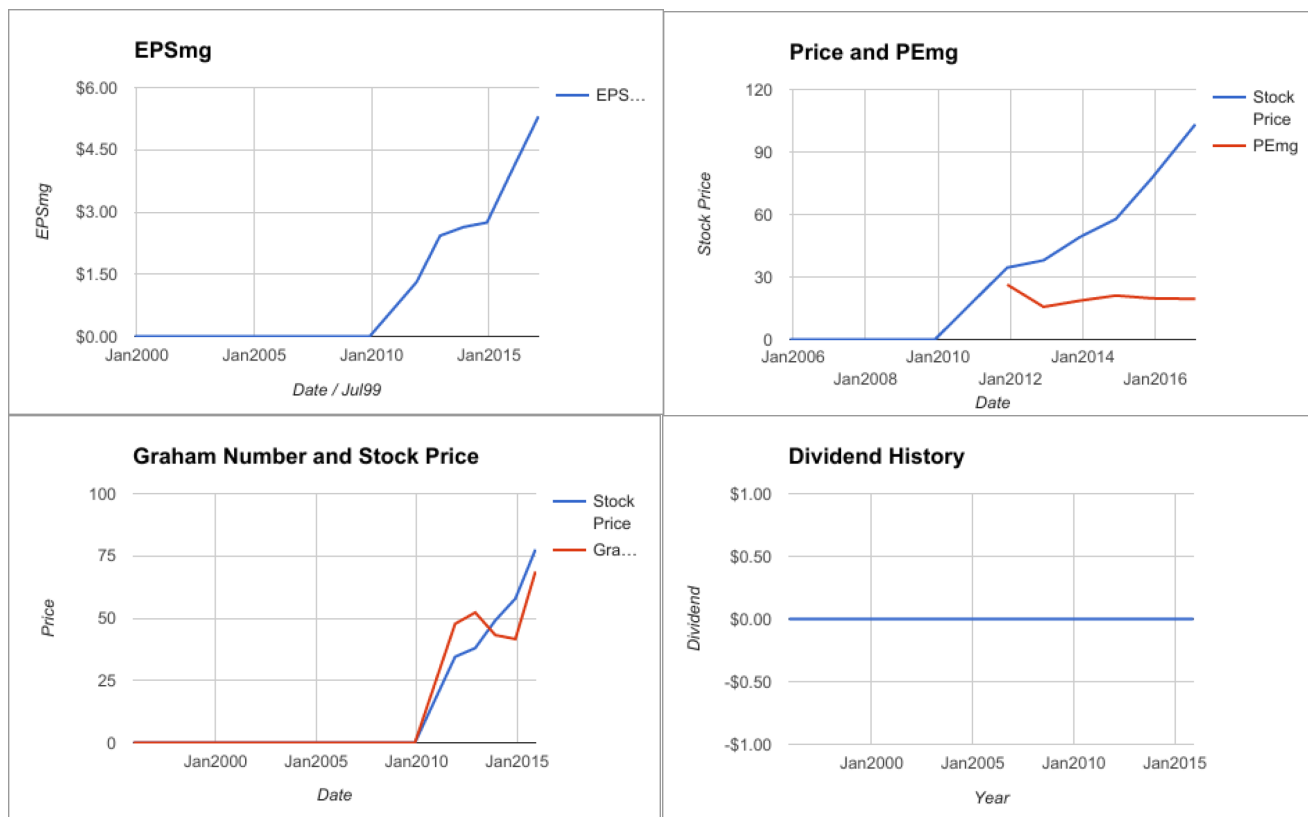 EPSmg
$6.00
$4.50
$3.00
$1.50
$0.00
EPSmg
EPS…
Jan2000 Jan2005 Jan2010 Jan2015
Date / Jul99
Price and PEmg
120
90
60
30
0
Stock Price
Stock
Price
PEmg
Jan2006 Jan2010 Jan2014
Jan2008 Jan2012 Jan2016
Date
Graham Number and Stock Price
100
75
50
25
0
Price
Stock
Price
Gra…
Jan2000 Jan2005 Jan2010 Jan2015
Date
Dividend History
$1.00
$0.50
$0.00
-$0.50
-$1.00
Dividend
Jan2000 Jan2005 Jan2010 Jan2015
Year